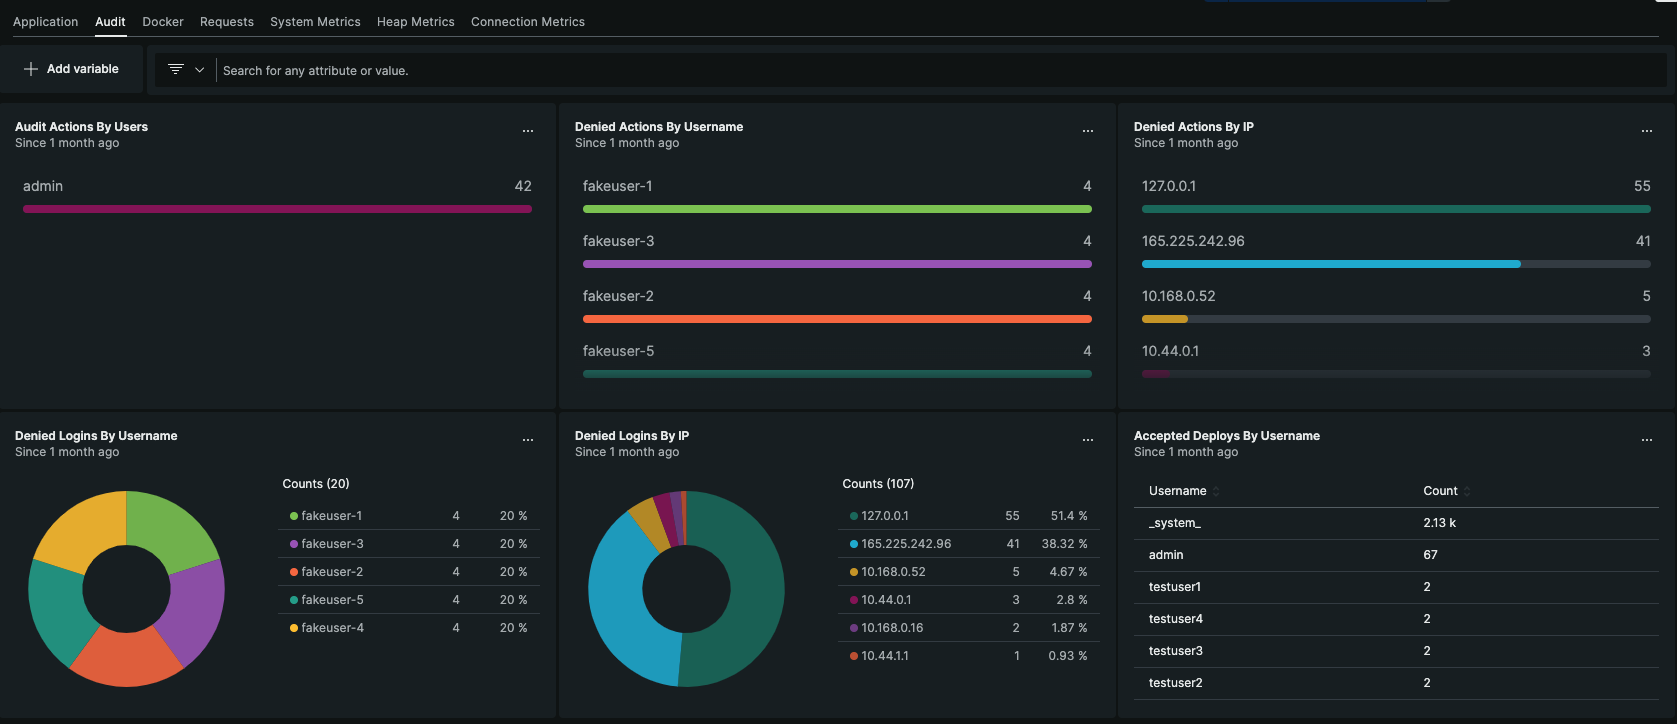 Application Audit Docker Requests System Metrics Heap Metrics Connection Metrics
Add variable
Search for any attribute or value.
Audit Actions By Users
Since 1 month ago
admin 42
Denied Actions By Username
Since 1 month ago
fakeuser-1 4
fakeuser-3 4
fakeuser-2 4
fakeuser-5 4
Denied Actions By IP
Since 1 month ago
127.0.0.1 55
165.225.242.96 41
10.168.0.52 5
10.44.0.1 3
Denied Logins By Username
Since 1 month ago
Counts (20)
fakeuser-1 4 20 %
fakeuser-3 4 20 %
fakeuser-2 4 20 %
fakeuser-5 4 20 %
fakeuser-4 4 20 %
Denied Logins By IP
Since 1 month ago
Counts (107)
127.0.0.1 55 51.4 %
165.225.242.96 41 38.32 %
10.168.0.52 5 4.67 %
10.44.0.1 3 2.8 %
10.168.0.16 2 1.87 %
10.44.1.1 1 0.93 %
Accepted Deploys By Username
Since 1 month ago
Username Count
_system_ 2.13 k
admin 67
testuser1 2
testuser4 2
testuser3 2
testuser2 2